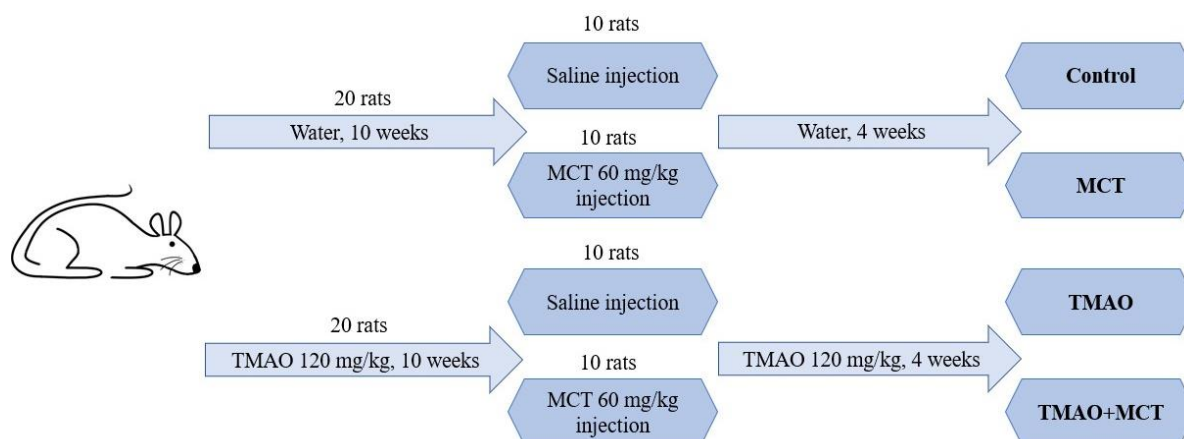 10 rats
Saline injection
Control
20 rats
Water, 10 weeks
Water, 4 weeks
10 rats
MCT 60 mg/kg
injection
MCT
10 rats
Saline injection
TMAO
20 rats
TMAO 120 mg/kg, 10 weeks
TMAO 120 mg/kg, 4 weeks
10 rats
MCT 60 mg/kg
injection
TMAO+MCT